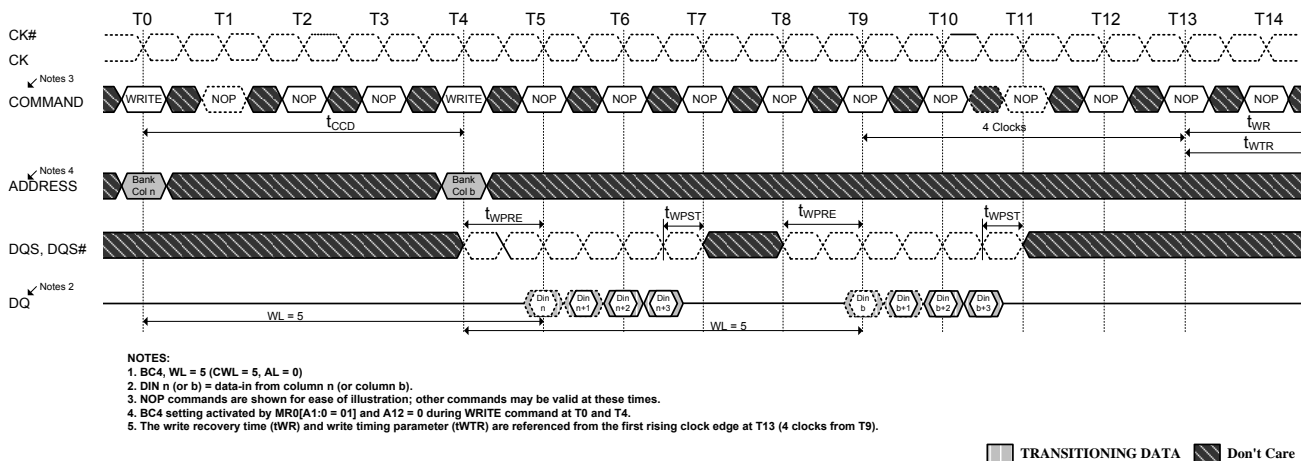 T0 T1 T2 T3 T4 T5 T6 T7 T8 T9 T10 T11 T12 T13 T14
CK#
CK
Notes 3
COMMAND WRITE NOP NOP NOP WRITE NOP NOP NOP NOP NOP NOP NOP NOP NOP NOP
tCCD 4 Clocks tWR
tWTR
Notes 4
ADDRESS Bank Col n Bank Col b
tWPRE tWPST tWPRE tWPST
DQS, DQS#
Notes 2
DQ Din n Din n+1 Din n+2 Din n+3 Din b Din b+1 Din b+2 Din b+3
WL = 5 WL = 5
NOTES:
1. BC4, WL = 5 (CWL = 5, AL = 0)
2. DIN n (or b) = data-in from column n (or column b).
3. NOP commands are shown for ease of illustration; other commands may be valid at these times.
4. BC4 setting activated by MR0[A1:0 = 01] and A12 = 0 during WRITE command at T0 and T4.
5. The write recovery time (tWR) and write timing parameter (tWTR) are referenced from the first rising clock edge at T13 (4 clocks from T9).
TRANSITIONING DATA Don't Care